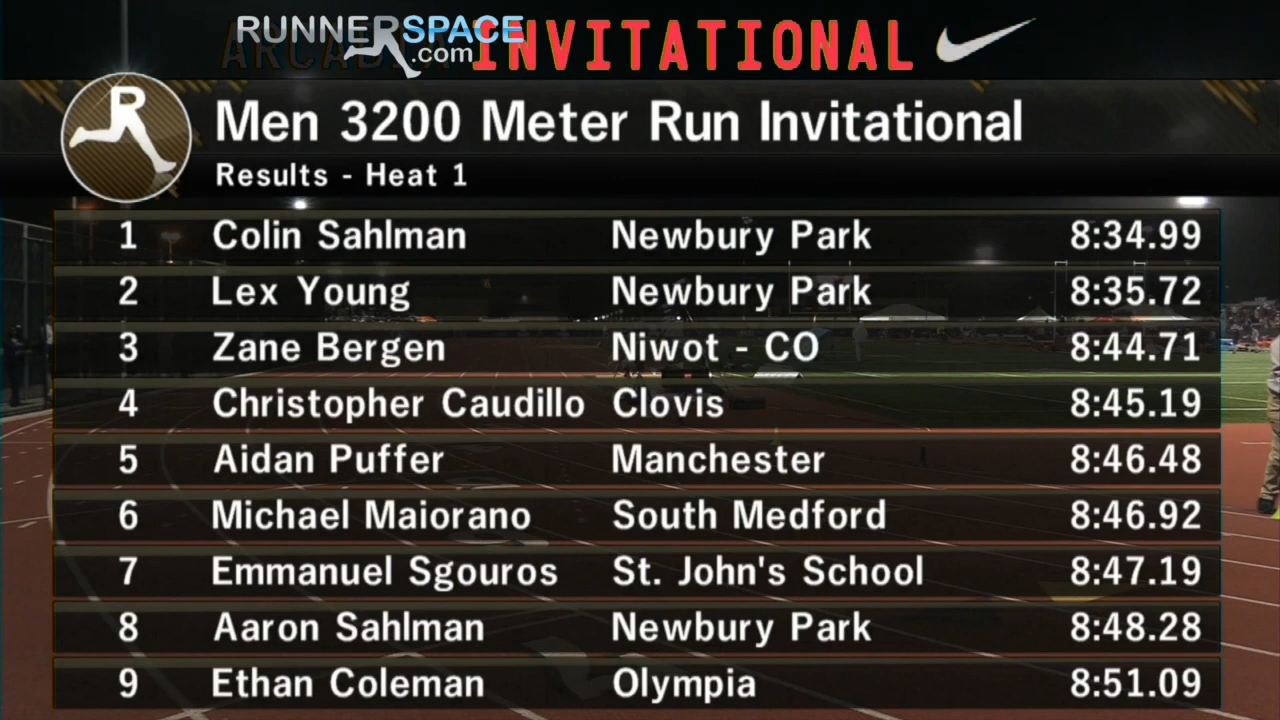 RUNNERSPACE
.com
ARCADIA INVITATIONAL
R
Men 3200 Meter Run Invitational
Results - Heat 1
1 Colin Sahlman Newbury Park 8:34.99
2 Lex Young Newbury Park 8:35.72
3 Zane Bergen Niwot - CO 8:44.71
4 Christopher Caudillo Clovis 8:45.19
5 Aidan Puffer Manchester 8:46.48
6 Michael Maiorano South Medford 8:46.92
7 Emmanuel Sgouros St. John's School 8:47.19
8 Aaron Sahlman Newbury Park 8:48.28
9 Ethan Coleman Olympia 8:51.09